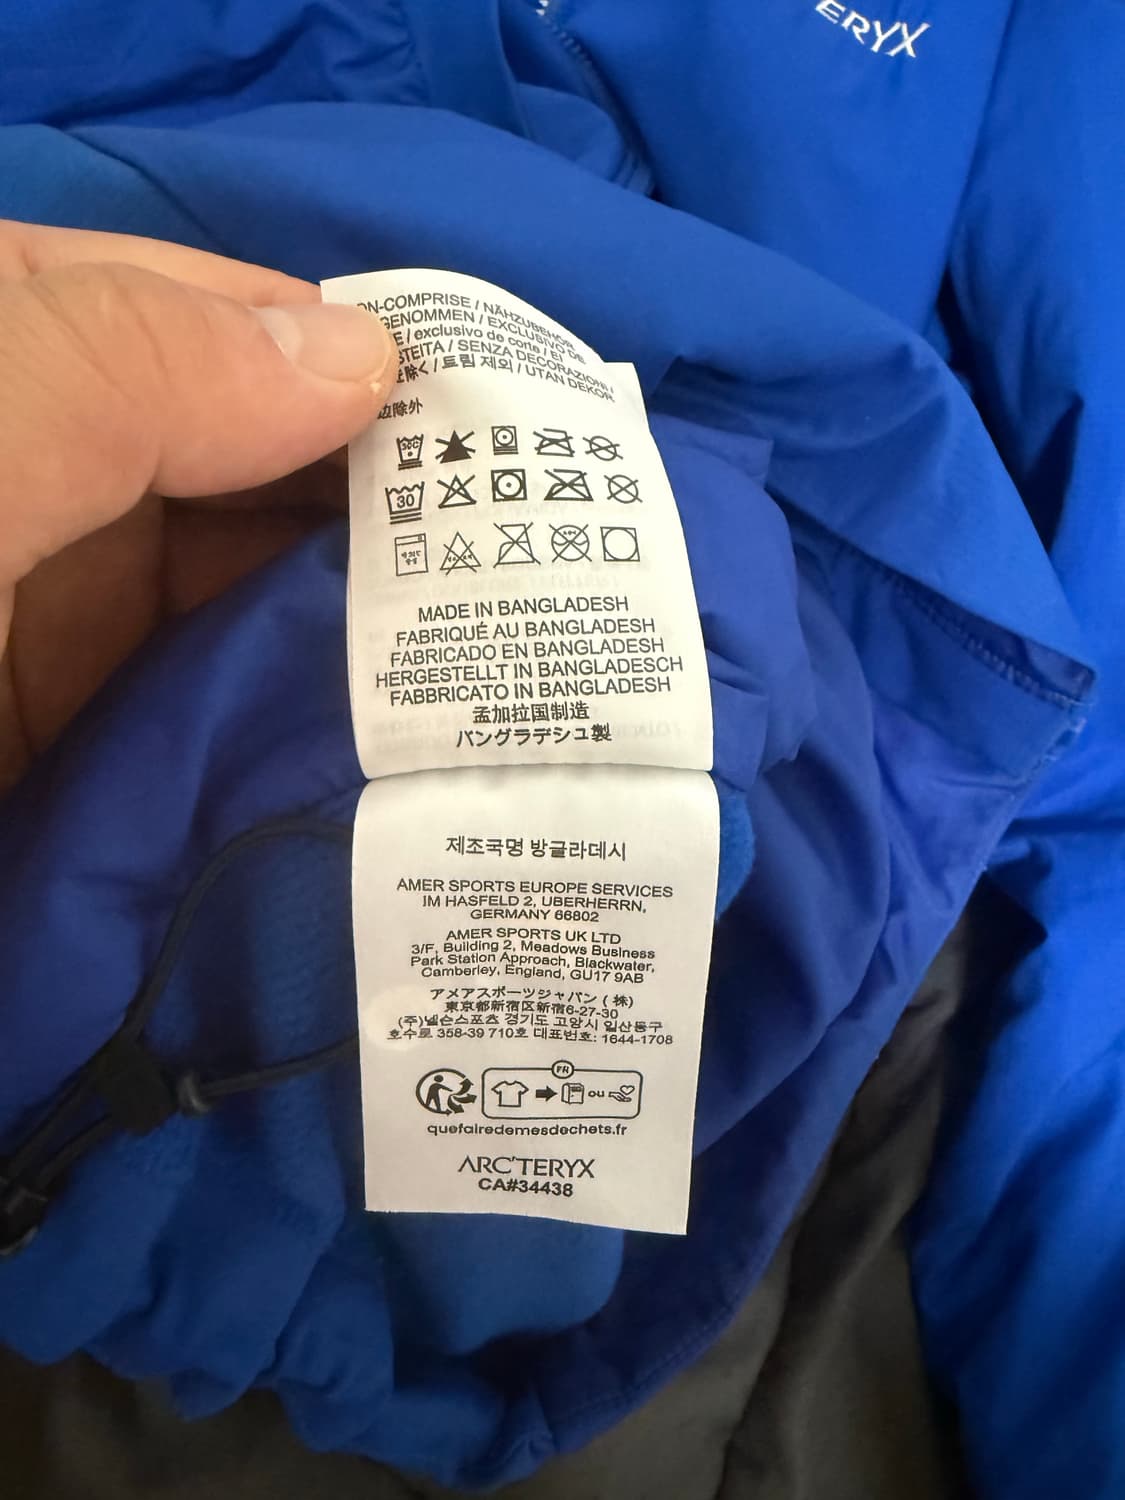 ERYX
ON-COMPRISE / NÄHZUBEHÖR
GENOMMEN / EXCLUSIVO DE
E / exclusivo de corte / El
STEITA / SENZA DECORAZIONI /
を除く / 트림 제외 / UTAN DEKOR
边除外
30C
30
MADE IN BANGLADESH
FABRIQUÉ AU BANGLADESH
FABRICADO EN BANGLADESH
HERGESTELLT IN BANGLADESCH
FABBRICATO IN BANGLADESH
孟加拉国制造
バングラデシュ製
제조국명 방글라데시
AMER SPORTS EUROPE SERVICES
IM HASFELD 2, UBERHERRN,
GERMANY 66802
AMER SPORTS UK LTD
3/F, Building 2, Meadows Business
Park Station Approach, Blackwater,
Camberley, England, GU17 9AB
アメアスポーツジャパン (株)
東京都新宿区新宿6-27-30
(주)넬슨스포츠 경기도 고양시 일산동구
호수로 358-39 710호 대표번호: 1644-1708
FR
ou
quefairedemesdechets.fr
ARC'TERYX
CA#34438